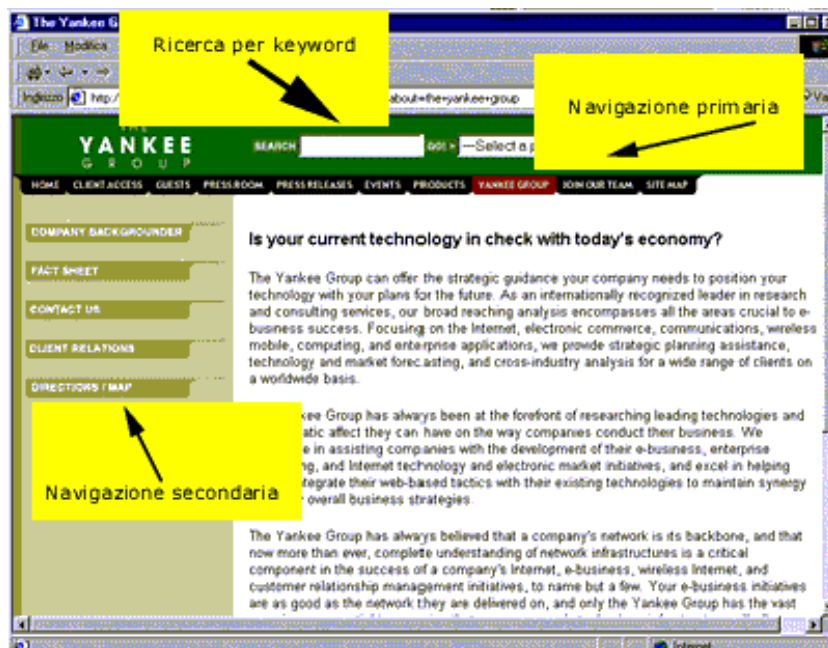 The Yankee G
File Modifica
Ricerca per keyword
Indirizzo http:/ about+the+yankee+group
Navigazione primaria
THE
YANKEE
GROUP
SEARCH GO! > ---Select a p
HOME CLIENT ACCESS GUESTS PRESS ROOM PRESS RELEASES EVENTS PRODUCTS YANKEE GROUP JOIN OUR TEAM SITE MAP
COMPANY BACKGROUNDER
FACT SHEET
CONTACT US
CLIENT RELATIONS
DIRECTIONS / MAP
Navigazione secondaria
Is your current technology in check with today's economy?
The Yankee Group can offer the strategic guidance your company needs to position your
technology with your plans for the future. As an internationally recognized leader in research
and consulting services, our broad reaching analysis encompasses all the areas crucial to e-
business success. Focusing on the Internet, electronic commerce, communications, wireless
mobile, computing, and enterprise applications, we provide strategic planning assistance,
technology and market forecasting, and cross-industry analysis for a wide range of clients on
a worldwide basis.
kee Group has always been at the forefront of researching leading technologies and
atic affect they can have on the way companies conduct their business. We
e in assisting companies with the development of their e-business, enterprise
ng, and Internet technology and electronic market initiatives, and excel in helping
ntegrate their web-based tactics with their existing technologies to maintain synergy
overall business strategies.
The Yankee Group has always believed that a company's network is its backbone, and that
now more than ever, complete understanding of network infrastructures is a critical
component in the success of a company's Internet, e-business, wireless Internet, and
customer relationship management initiatives, to name but a few. Your e-business initiatives
are as good as the network they are delivered on, and only the Yankee Group has the vast
Internet